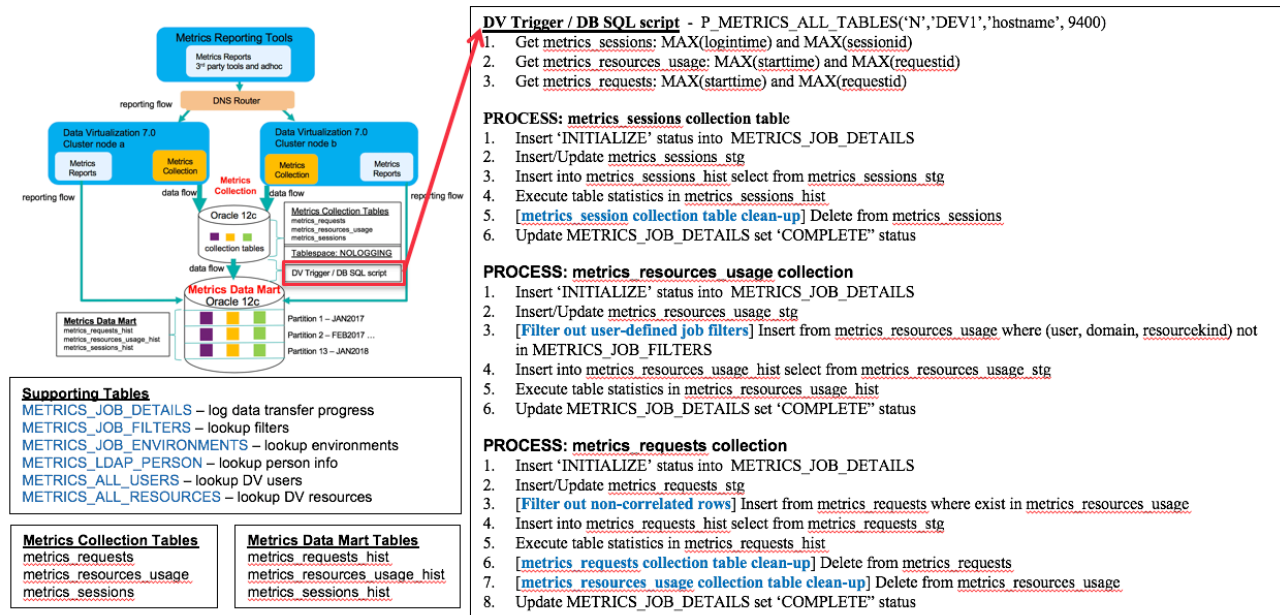 Metrics Reporting Tools
Metrics Reports
3rd party tools and adhoc
reporting flow
DNS Router
Data Virtualization 7.0
Cluster node a
Metrics
Reports
Metrics
Collection
Data Virtualization 7.0
Cluster node b
Metrics
Collection
Metrics
Reports
reporting flow
data flow
Metrics
Collection
data flow
reporting flow
Oracle 12c
collection tables
Metrics Collection Tables
metrics_requests
metrics_resources_usage
metrics_sessions
Tablespace: NOLOGGING
data flow
DV Trigger / DB SQL script
Metrics Data Mart
Oracle 12c
Metrics Data Mart
metrics_requests_hist
metrics_resources_usage_hist
metrics_sessions_hist
Partition 1 – JAN2017
Partition 2 – FEB2017 ...
Partition 13 – JAN2018
Supporting Tables
METRICS_JOB_DETAILS – log data transfer progress
METRICS_JOB_FILTERS – lookup filters
METRICS_JOB_ENVIRONMENTS – lookup environments
METRICS_LDAP_PERSON – lookup person info
METRICS_ALL_USERS – lookup DV users
METRICS_ALL_RESOURCES – lookup DV resources
Metrics Collection Tables
metrics_requests
metrics_resources_usage
metrics_sessions
Metrics Data Mart Tables
metrics_requests_hist
metrics_resources_usage_hist
metrics_sessions_hist
DV Trigger / DB SQL script - P_METRICS_ALL_TABLES('N','DEV1','hostname', 9400)
1. Get metrics_sessions: MAX(logintime) and MAX(sessionid)
2. Get metrics_resources_usage: MAX(starttime) and MAX(requestid)
3. Get metrics_requests: MAX(starttime) and MAX(requestid)
PROCESS: metrics_sessions collection table
1. Insert 'INITIALIZE' status into METRICS_JOB_DETAILS
2. Insert/Update metrics_sessions_stg
3. Insert into metrics_sessions_hist select from metrics_sessions_stg
4. Execute table statistics in metrics_sessions_hist
5. [metrics_session collection table clean-up] Delete from metrics_sessions
6. Update METRICS_JOB_DETAILS set 'COMPLETE" status
PROCESS: metrics_resources_usage collection
1. Insert 'INITIALIZE' status into METRICS_JOB_DETAILS
2. Insert/Update metrics_resources_usage_stg
3. [Filter out user-defined job filters] Insert from metrics_resources_usage where (user, domain, resourcekind) not
in METRICS_JOB_FILTERS
4. Insert into metrics_resources_usage_hist select from metrics_resources_usage_stg
5. Execute table statistics in metrics_resources_usage_hist
6. Update METRICS_JOB_DETAILS set 'COMPLETE" status
PROCESS: metrics_requests collection
1. Insert 'INITIALIZE' status into METRICS_JOB_DETAILS
2. Insert/Update metrics_requests_stg
3. [Filter out non-correlated rows] Insert from metrics_requests where exist in metrics_resources_usage
4. Insert into metrics_requests_hist select from metrics_requests_stg
5. Execute table statistics in metrics_requests_hist
6. [metrics_requests collection table clean-up] Delete from metrics_requests
7. [metrics_resources_usage collection table clean-up] Delete from metrics_resources_usage
8. Update METRICS_JOB_DETAILS set 'COMPLETE" status